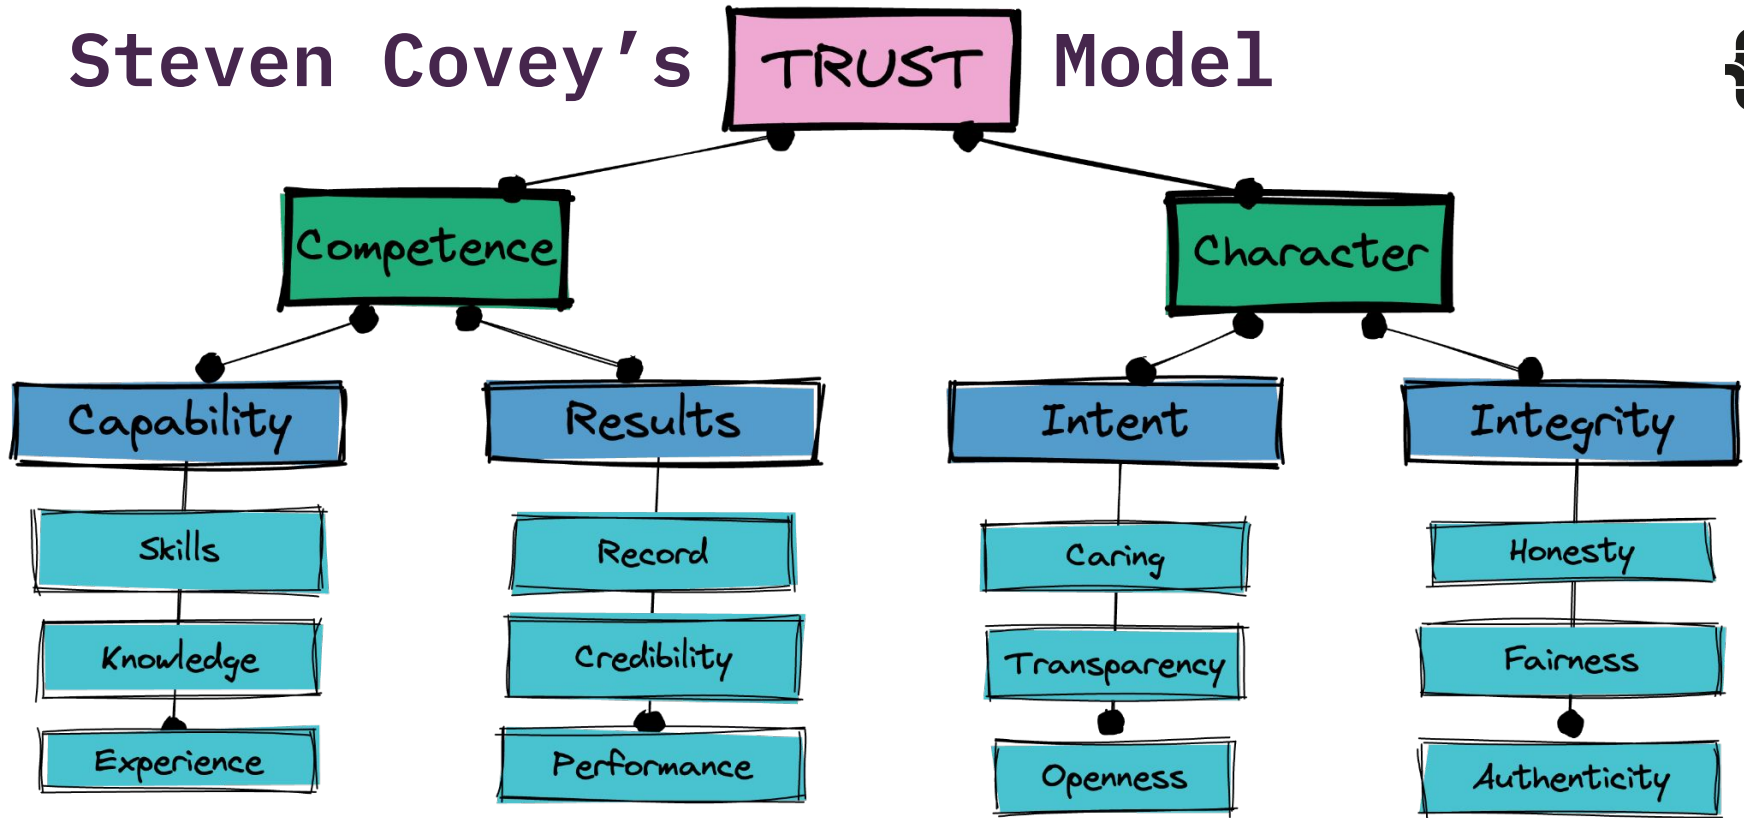 Steven Covey's TRUST Model
Competence
Character
Capability
Results
Intent
Integrity
Skills
Record
Caring
Honesty
Knowledge
Credibility
Transparency
Fairness
Experience
Performance
Openness
Authenticity